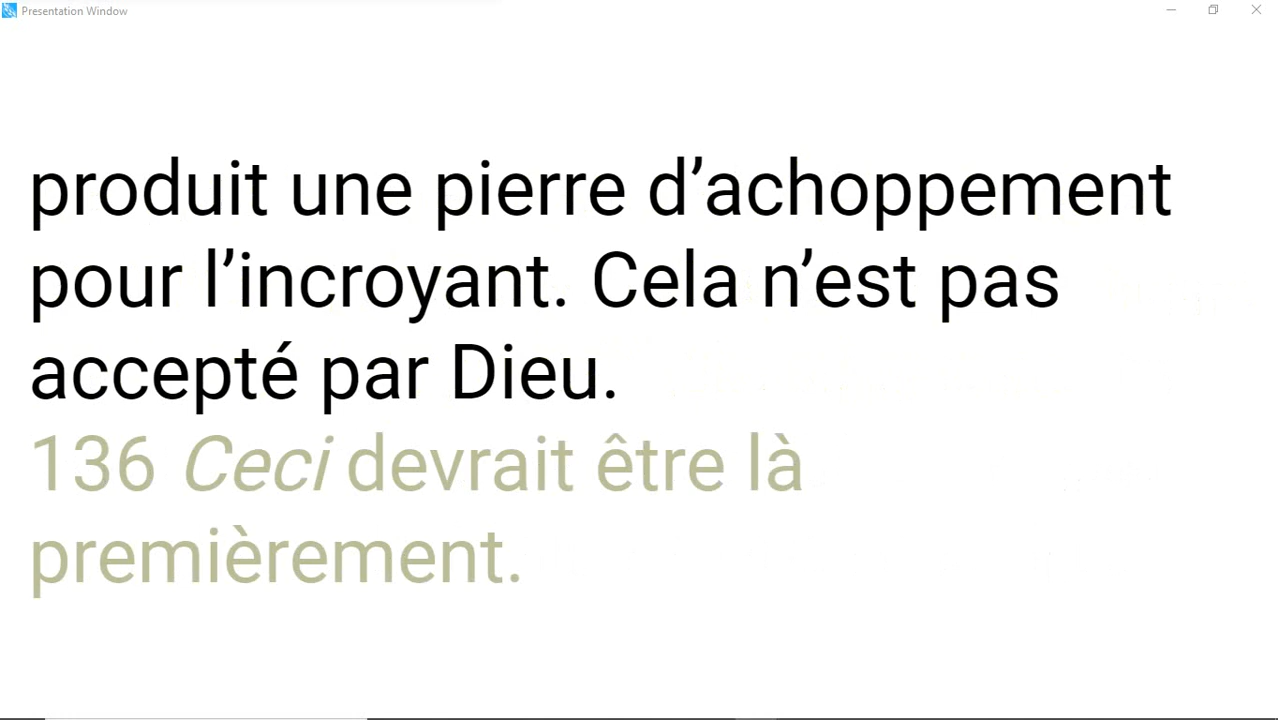 Presentation Window
produit une pierre d’achoppement
pour l’incroyant. Cela n’est pas
accepté par Dieu.
136 Ceci devrait être là
premièrement.